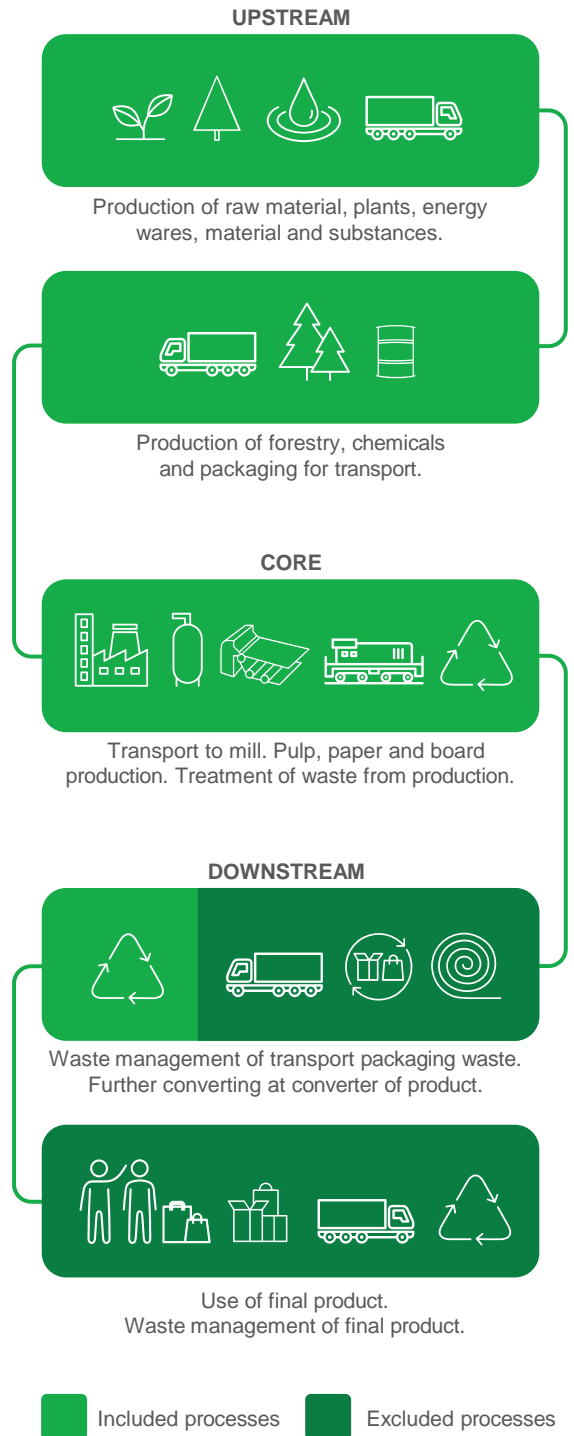 UPSTREAM
Production of raw material, plants, energy
wares, material and substances.
Production of forestry, chemicals
and packaging for transport.
CORE
Transport to mill. Pulp, paper and board
production. Treatment of waste from production.
DOWNSTREAM
Waste management of transport packaging waste.
Further converting at converter of product.
Use of final product.
Waste management of final product.
Included processes
Excluded processes